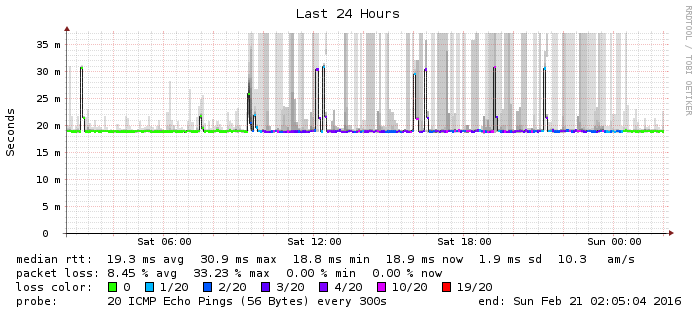 Last 24 Hours
RRDTOOL / TOBI OETIKER
Seconds
35 m
30 m
25 m
20 m
15 m
10 m
5 m
0
Sat 06:00 Sat 12:00 Sat 18:00 Sun 00:00
median rtt: 19.3 ms avg 30.9 ms max 18.8 ms min 18.9 ms now 1.9 ms sd 10.3 am/s
packet loss: 8.45 % avg 33.23 % max 0.00 % min 0.00 % now
loss color: 0 1/20 2/20 3/20 4/20 10/20 19/20
probe: 20 ICMP Echo Pings (56 Bytes) every 300s end: Sun Feb 21 02:05:04 2016